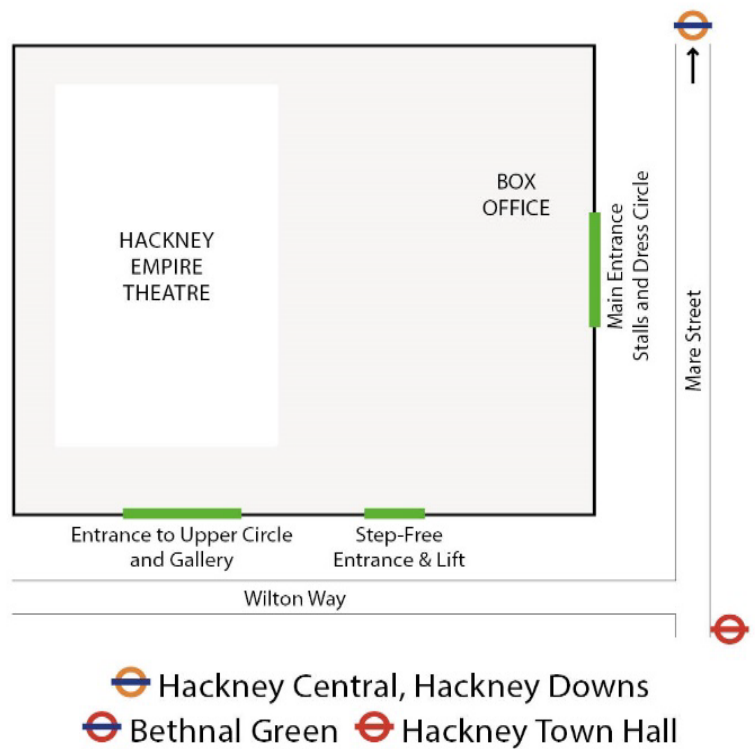 BOX
OFFICE
HACKNEY
EMPIRE
THEATRE
Main Entrance
Stalls and Dress Circle
Mare Street
Entrance to Upper Circle
and Gallery
Step-Free
Entrance & Lift
Wilton Way
Hackney Central, Hackney Downs
Bethnal Green Hackney Town Hall